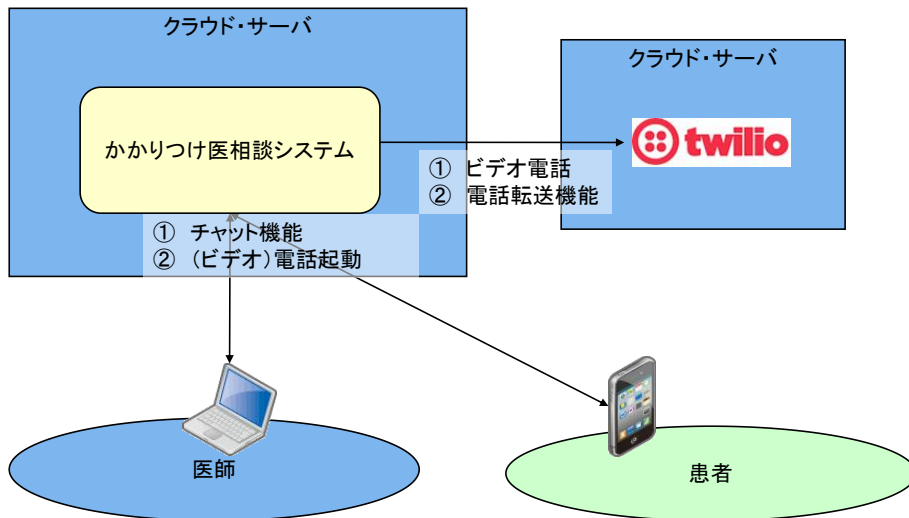 クラウド・サーバ
クラウド・サーバ
かかりつけ医相談システム
twilio
① ビデオ電話
② 電話転送機能
① チャット機能
② (ビデオ)電話起動
医師
患者